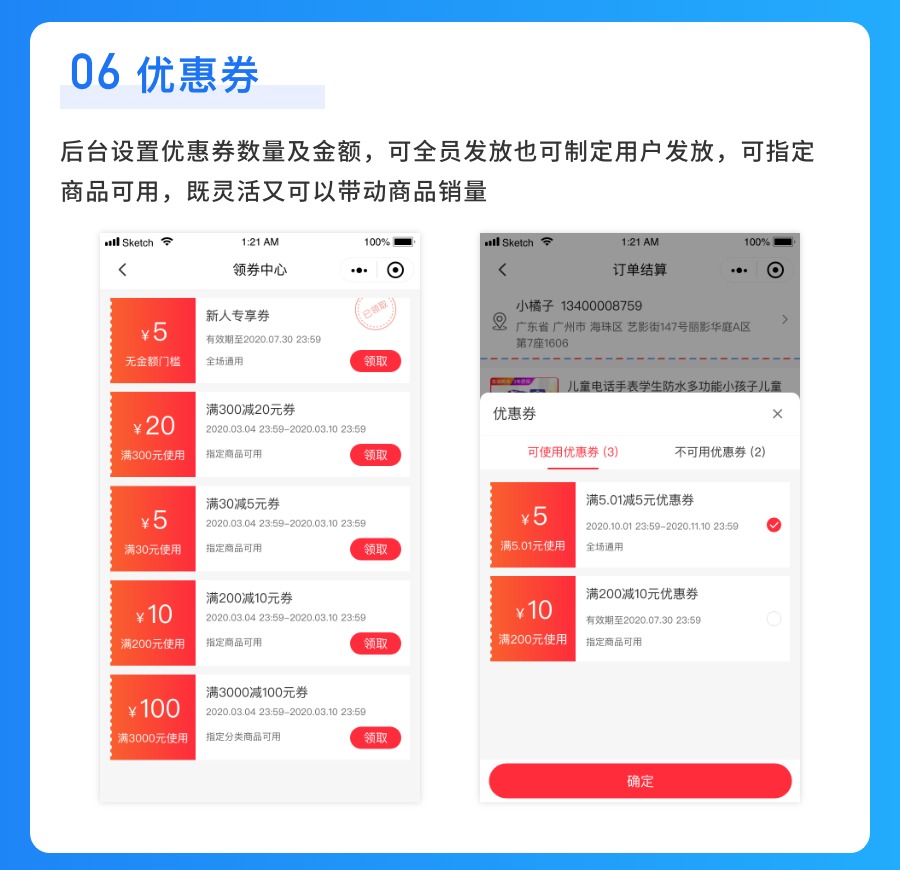 06 优惠券
后台设置优惠券数量及金额，可全员发放也可制定用户发放，可指定
商品可用，既灵活又可以带动商品销量
Sketch 1:21 AM 100%
领券中心
¥5
无金额门槛
新人专享券
已领取
有效期至2020.07.30 23:59
全场通用
领取
¥20
满300元使用
满300减20元券
2020.03.04 23:59-2020.03.10 23:59
指定商品可用
领取
¥5
满30元使用
满30减5元券
2020.03.04 23:59-2020.03.10 23:59
指定商品可用
领取
¥10
满200元使用
满200减10元券
2020.03.04 23:59-2020.03.10 23:59
指定商品可用
领取
¥100
满3000元使用
满3000减100元券
2020.03.04 23:59-2020.03.10 23:59
指定分类商品可用
领取
Sketch 1:21 AM 100%
订单结算
小橘子 13400008759
广东省 广州市 海珠区 艺影街147号丽影华庭A区
第7座1606
儿童电话手表学生防水多功能小孩子儿童
优惠券
可使用优惠券 (3) 不可用优惠券 (2)
¥5
满5.01元使用
满5.01减5元优惠券
2020.10.01 23:59-2020.11.10 23:59
全场通用
¥10
满200元使用
满200减10元优惠券
有效期至2020.07.30 23:59
指定商品可用
确定